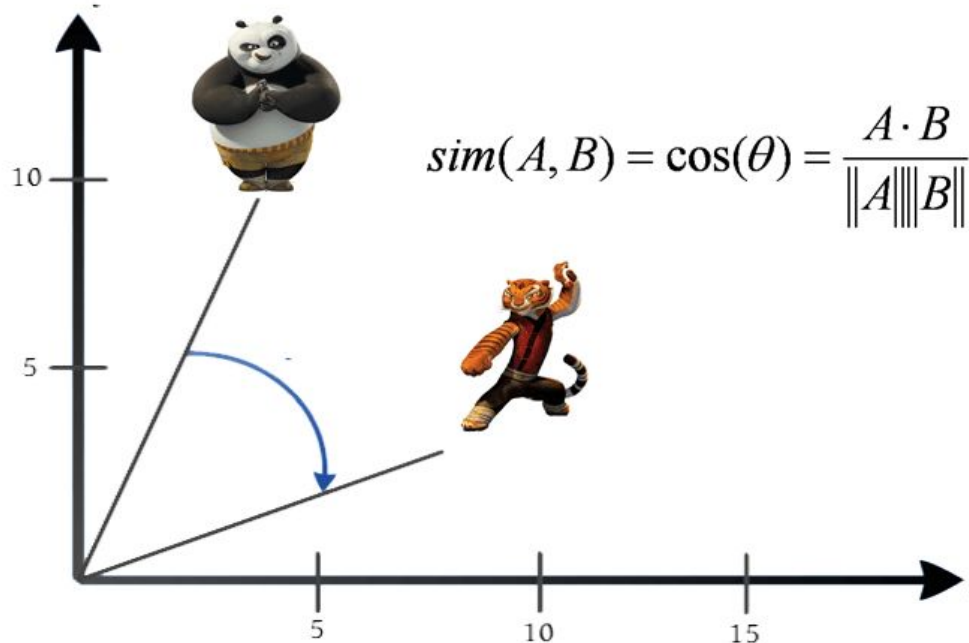 10
sim(A, B) = cos(θ) = A · B / ||A||||B||
5
5 10 15